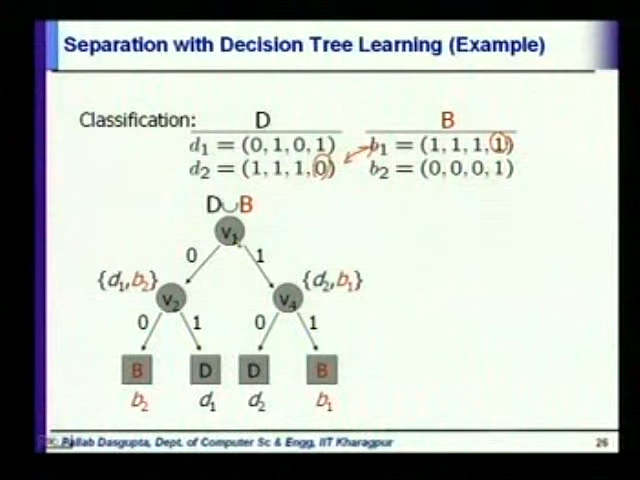 Separation with Decision Tree Learning (Example)
Classification: D B
d1 = (0, 1, 0, 1) b1 = (1, 1, 1, 1)
d2 = (1, 1, 1, 0) b2 = (0, 0, 0, 1)
D∪B
v1
0 1
{d1,b2} {d2,b1}
v2 v4
0 1 0 1
B D D B
b2 d1 d2 b1
Pallab Dasgupta, Dept. of Computer Sc & Engg, IIT Kharagpur 26